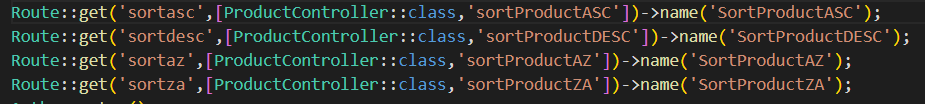 Route::get('sortasc',[ProductController::class,'sortProductASC'])->name('SortProductASC');
Route::get('sortdesc',[ProductController::class,'sortProductDESC'])->name('SortProductDESC');
Route::get('sortaz',[ProductController::class,'sortProductAZ'])->name('SortProductAZ');
Route::get('sortza',[ProductController::class,'sortProductZA'])->name('SortProductZA');